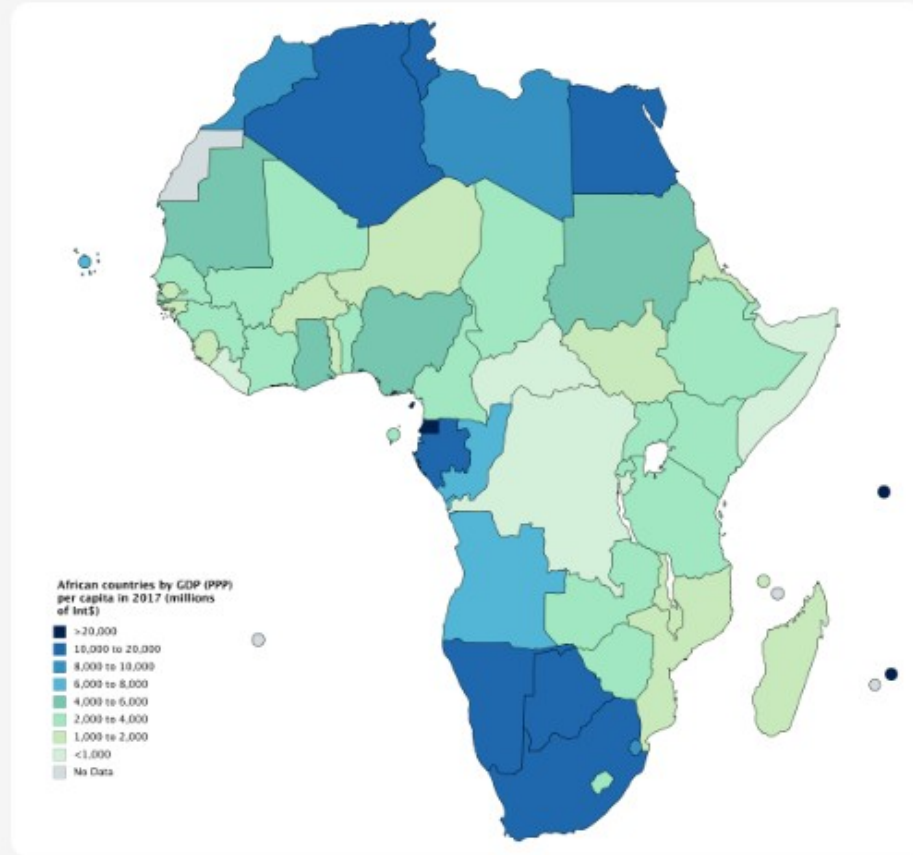 African countries by GDP (PPP)
per capita in 2017 (millions
of Int$)
>20,000
10,000 to 20,000
8,000 to 10,000
6,000 to 8,000
4,000 to 6,000
2,000 to 4,000
1,000 to 2,000
<1,000
No Data